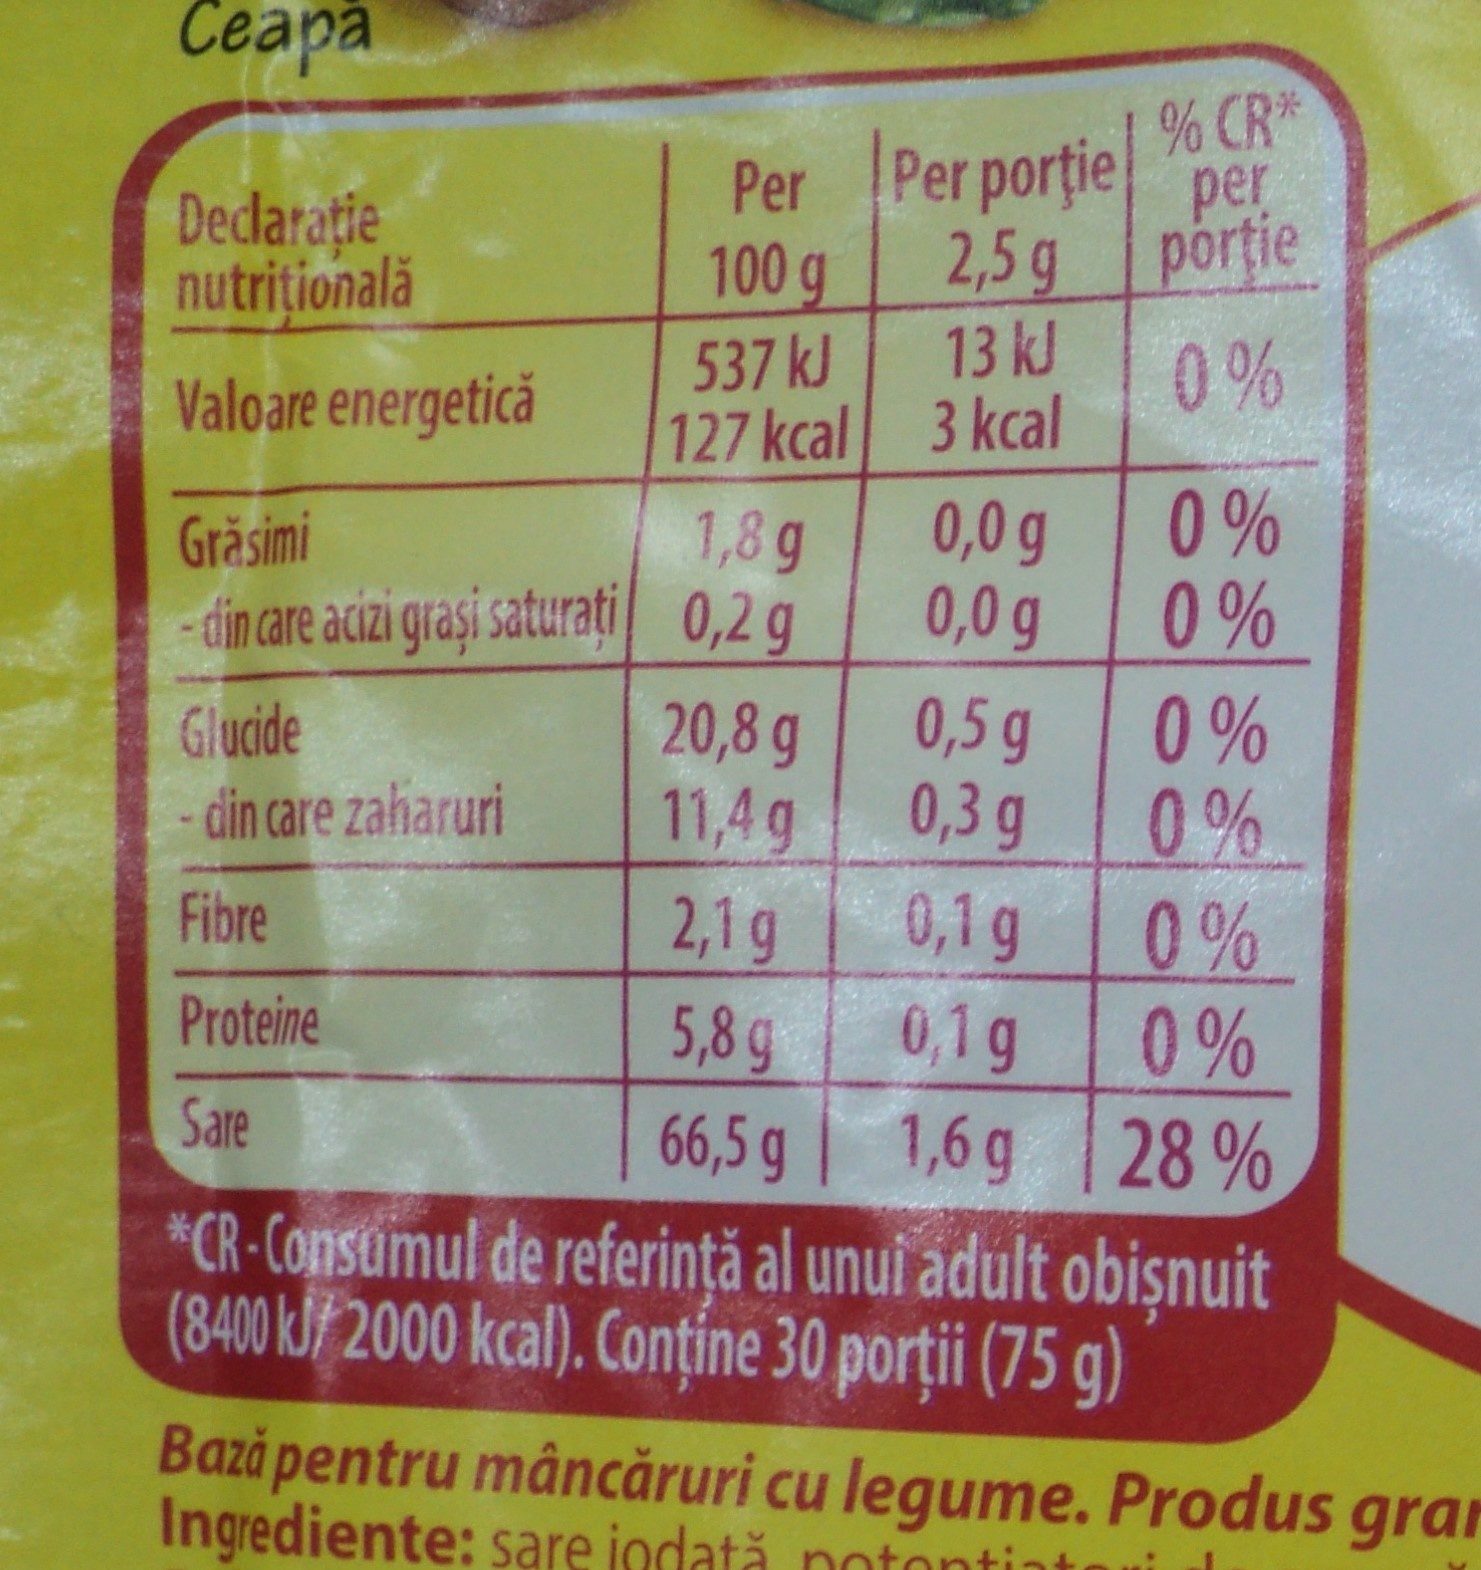 Ceapă
Declarație nutrițională | Per 100 g | Per porție 2,5 g | % CR* per porție
Valoare energetică | 537 kJ 127 kcal | 13 kJ 3 kcal | 0 %
Grăsimi | 1,8 g | 0,0 g | 0 %
- din care acizi grași saturați | 0,2 g | 0,0 g | 0 %
Glucide | 20,8 g | 0,5 g | 0 %
- din care zaharuri | 11,4 g | 0,3 g | 0 %
Fibre | 2,1 g | 0,1 g | 0 %
Proteine | 5,8 g | 0,1 g | 0 %
Sare | 66,5 g | 1,6 g | 28 %
*CR-Consumul de referință al unui adult obișnuit
(8400 kJ/ 2000 kcal). Conține 30 porții (75 g)
Bază pentru mâncăruri cu legume. Produs
Ingrediente: sare iodată